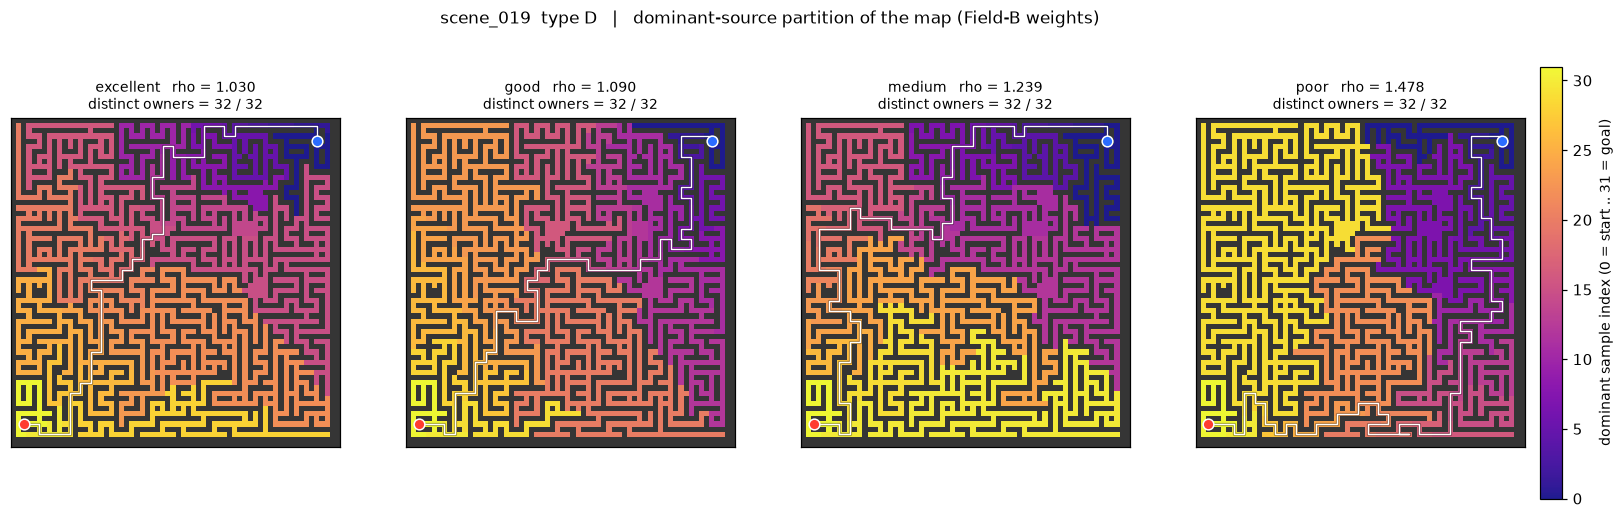 scene_019  type D   |   dominant-source partition of the map (Field-B weights)
excellent   rho = 1.030
distinct owners = 32 / 32
good   rho = 1.090
distinct owners = 32 / 32
medium   rho = 1.239
distinct owners = 32 / 32
poor   rho = 1.478
distinct owners = 32 / 32
30
25
20
15
10
5
0
dominant sample index (0 = start .. 31 = goal)